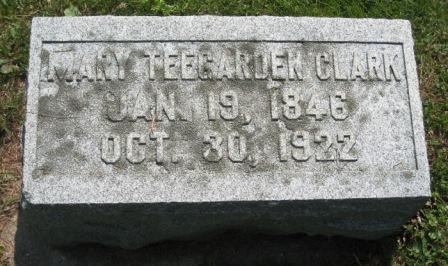 MARY TEEGARDEN CLARK
JAN. 19, 1846
OCT. 30, 1922